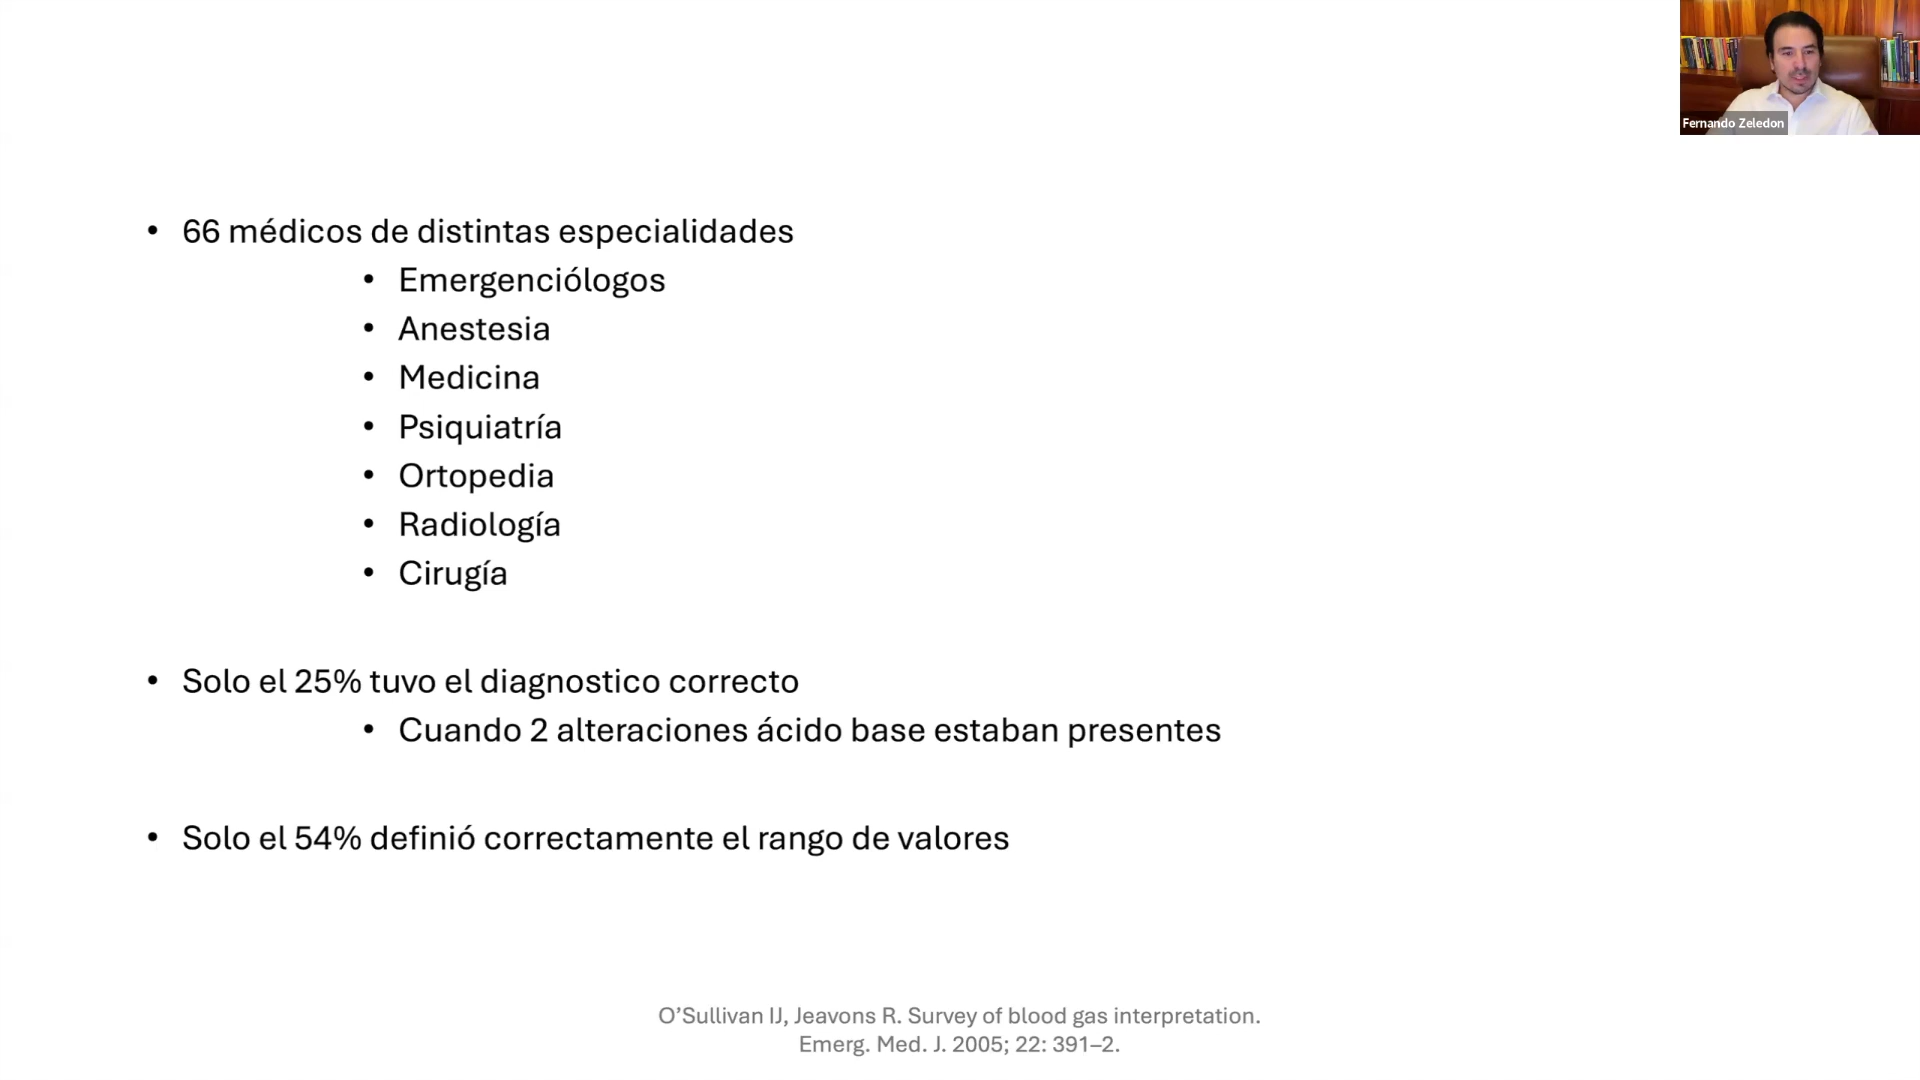 Fernando Zeledon
• 66 médicos de distintas especialidades
• Emergenciólogos
• Anestesia
• Medicina
• Psiquiatría
• Ortopedia
• Radiología
• Cirugía
• Solo el 25% tuvo el diagnostico correcto
• Cuando 2 alteraciones ácido base estaban presentes
• Solo el 54% definió correctamente el rango de valores
O’Sullivan IJ, Jeavons R. Survey of blood gas interpretation.
Emerg. Med. J. 2005; 22: 391–2.